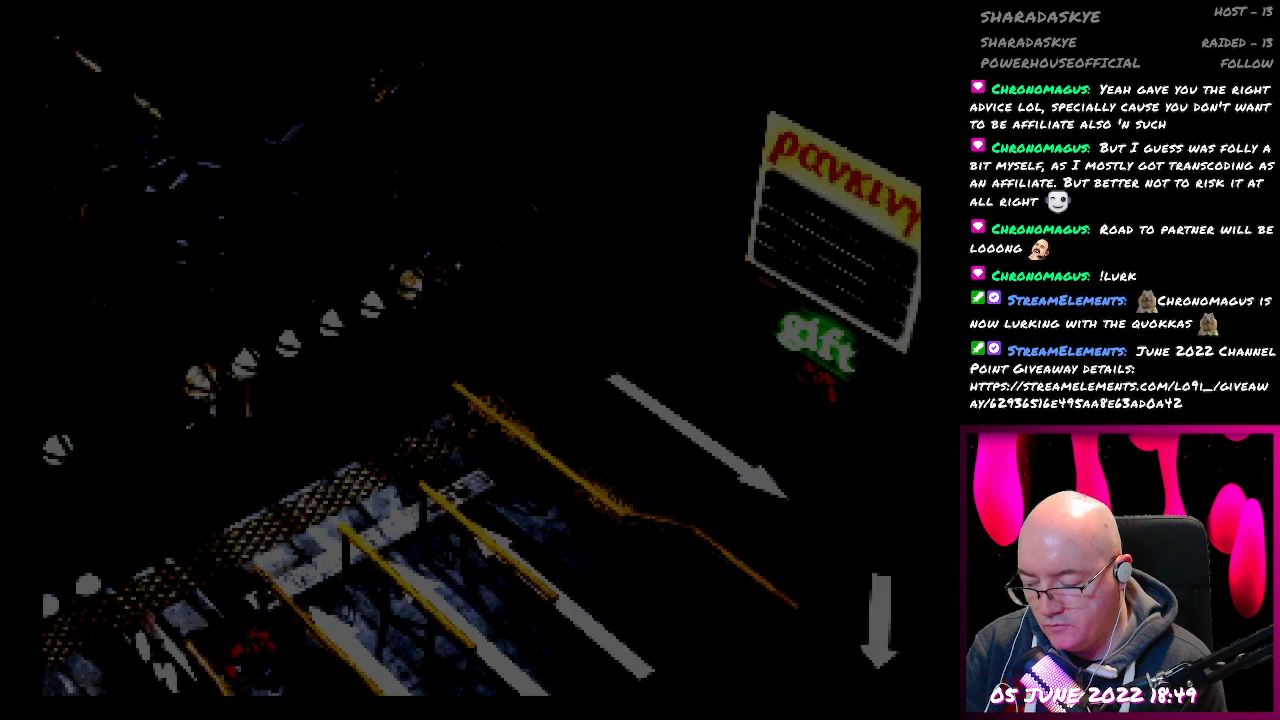 SHARADASKYE HOST - 13
SHARADASKYE RAIDED - 13
POWERHOUSEOFFICIAL FOLLOW
CHRONOMAGUS: YEAH GAVE YOU THE RIGHT
ADVICE LOL, SPECIALLY CAUSE YOU DON'T WANT
TO BE AFFILIATE ALSO 'N SUCH
CHRONOMAGUS: BUT I GUESS WAS FOLLY A
BIT MYSELF, AS I MOSTLY GOT TRANSCODING AS
AN AFFILIATE. BUT BETTER NOT TO RISK IT AT
ALL RIGHT
CHRONOMAGUS: ROAD TO PARTNER WILL BE
LOOONG
CHRONOMAGUS: !LURK
STREAMELEMENTS: CHRONOMAGUS IS
NOW LURKING WITH THE QUOKKAS
STREAMELEMENTS: JUNE 2022 CHANNEL
POINT GIVEAWAY DETAILS:
HTTPS://STREAMELEMENTS.COM/LO9I_/GIVEAW
AY/62936516E495AA8E63AD0A42
ρανκινγ
gift
05 JUNE 2022 18:49